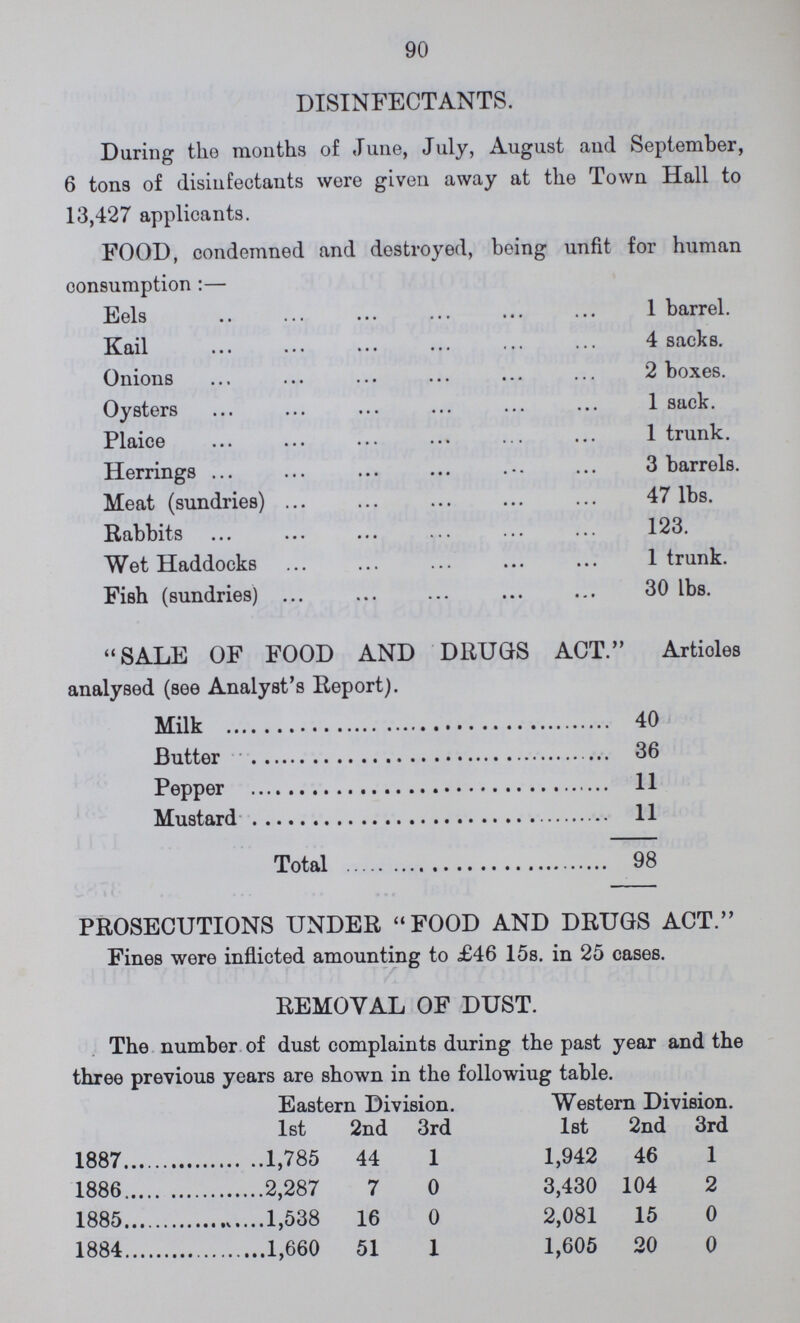 90
DISINFECTANTS.
During the months of June, July, August and September,
6 tons of disinfectants were given away at the Town Hall to
13,427 applicants.
FOOD, condemned and destroyed, being unfit for human
consumption :—
Eels .. ... ... ... ... ... 1 barrel.
Kail ... ... ... ... ... ... 4 sacks.
Onions ... ... ... ... ... ... 2 boxes.
Oysters ... ... ... ... ... ... 1 sack.
Plaice ... ... ... ... ... ... 1 trunk.
Herrings ... ... ... ... ... ... 3 barrels.
Meat (sundries) ... ... ... ... ... 47 lbs.
Rabbits ... ... ... ... ... ... 123.
Wet Haddocks ... ... ... ... ... 1 trunk.
Fish (sundries) ... ... ... ... ... 30 lbs.
"SALE OF FOOD AND DRUGS ACT." Articles
analysed (see Analyst's Report).
Milk ........ 40
Butter ........ 36
Pepper ........ 11
Mustard ........ 11
Total ........ 98
PROSECUTIONS UNDER "FOOD AND DRUGS ACT."
Fines were inflicted amounting to £46 15s. in 25 cases.
REMOVAL OF DUST.
The number of dust complaints during the past year and the
three previous years are shown in the followiug table.
Eastern Division. Western Division.
1st 2nd 3rd 1st 2nd 3rd
1887........1,785 44 1 1,942 46 1
1886........2,287 7 0 3,430 104 2
1885........1,538 16 0 2,081 15 0
1884........1,660 51 1 1,605 20 0